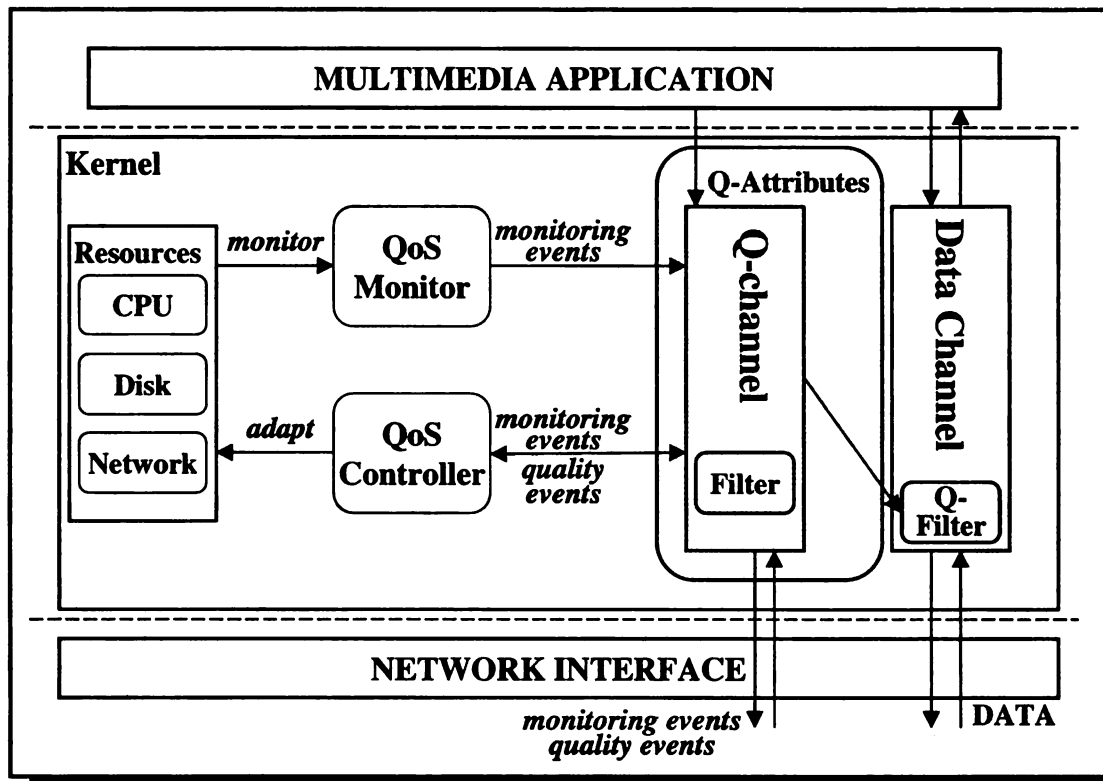 MULTIMEDIA APPLICATION
Kernel
Resources
CPU
Disk
Network
monitor
QoS
Monitor
monitoring
events
adapt
QoS
Controller
monitoring
events
quality
events
Q-Attributes
Q-channel
Filter
Data Channel
Q-
Filter
NETWORK INTERFACE
monitoring events
quality events
DATA